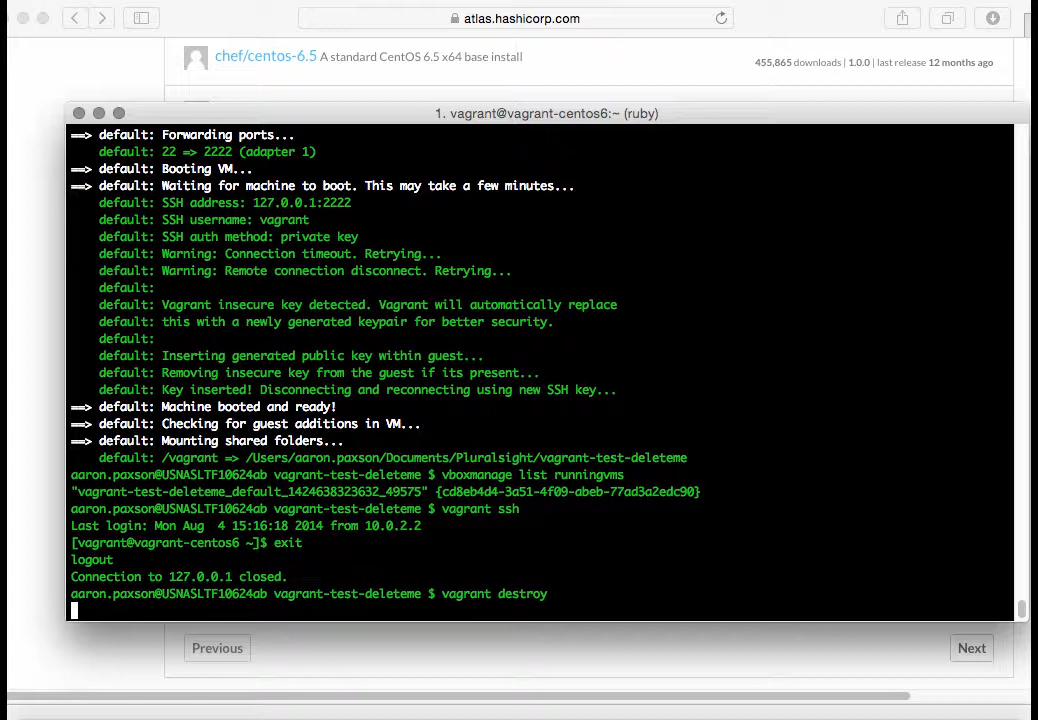 atlas.hashicorp.com
chef/centos-6.5 A standard CentOS 6.5 x64 base install
455,865 downloads | 1.0.0 | last release 12 months ago
1. vagrant@vagrant-centos6:~ (ruby)
==> default: Forwarding ports...
default: 22 => 2222 (adapter 1)
==> default: Booting VM...
==> default: Waiting for machine to boot. This may take a few minutes...
default: SSH address: 127.0.0.1:2222
default: SSH username: vagrant
default: SSH auth method: private key
default: Warning: Connection timeout. Retrying...
default: Warning: Remote connection disconnect. Retrying...
default:
default: Vagrant insecure key detected. Vagrant will automatically replace
default: this with a newly generated keypair for better security.
default:
default: Inserting generated public key within guest...
default: Removing insecure key from the guest if its present...
default: Key inserted! Disconnecting and reconnecting using new SSH key...
==> default: Machine booted and ready!
==> default: Checking for guest additions in VM...
==> default: Mounting shared folders...
default: /vagrant => /Users/aaron.paxson/Documents/Pluralsight/vagrant-test-deleteme
aaron.paxson@USNASLTF10624ab vagrant-test-deleteme $ vboxmanage list runningvms
"vagrant-test-deleteme_default_1424638323632_49575" {cd8eb4d4-3a51-4f09-abeb-77ad3a2edc90}
aaron.paxson@USNASLTF10624ab vagrant-test-deleteme $ vagrant ssh
Last login: Mon Aug  4 15:16:18 2014 from 10.0.2.2
[vagrant@vagrant-centos6 ~]$ exit
logout
Connection to 127.0.0.1 closed.
aaron.paxson@USNASLTF10624ab vagrant-test-deleteme $ vagrant destroy
Previous
Next